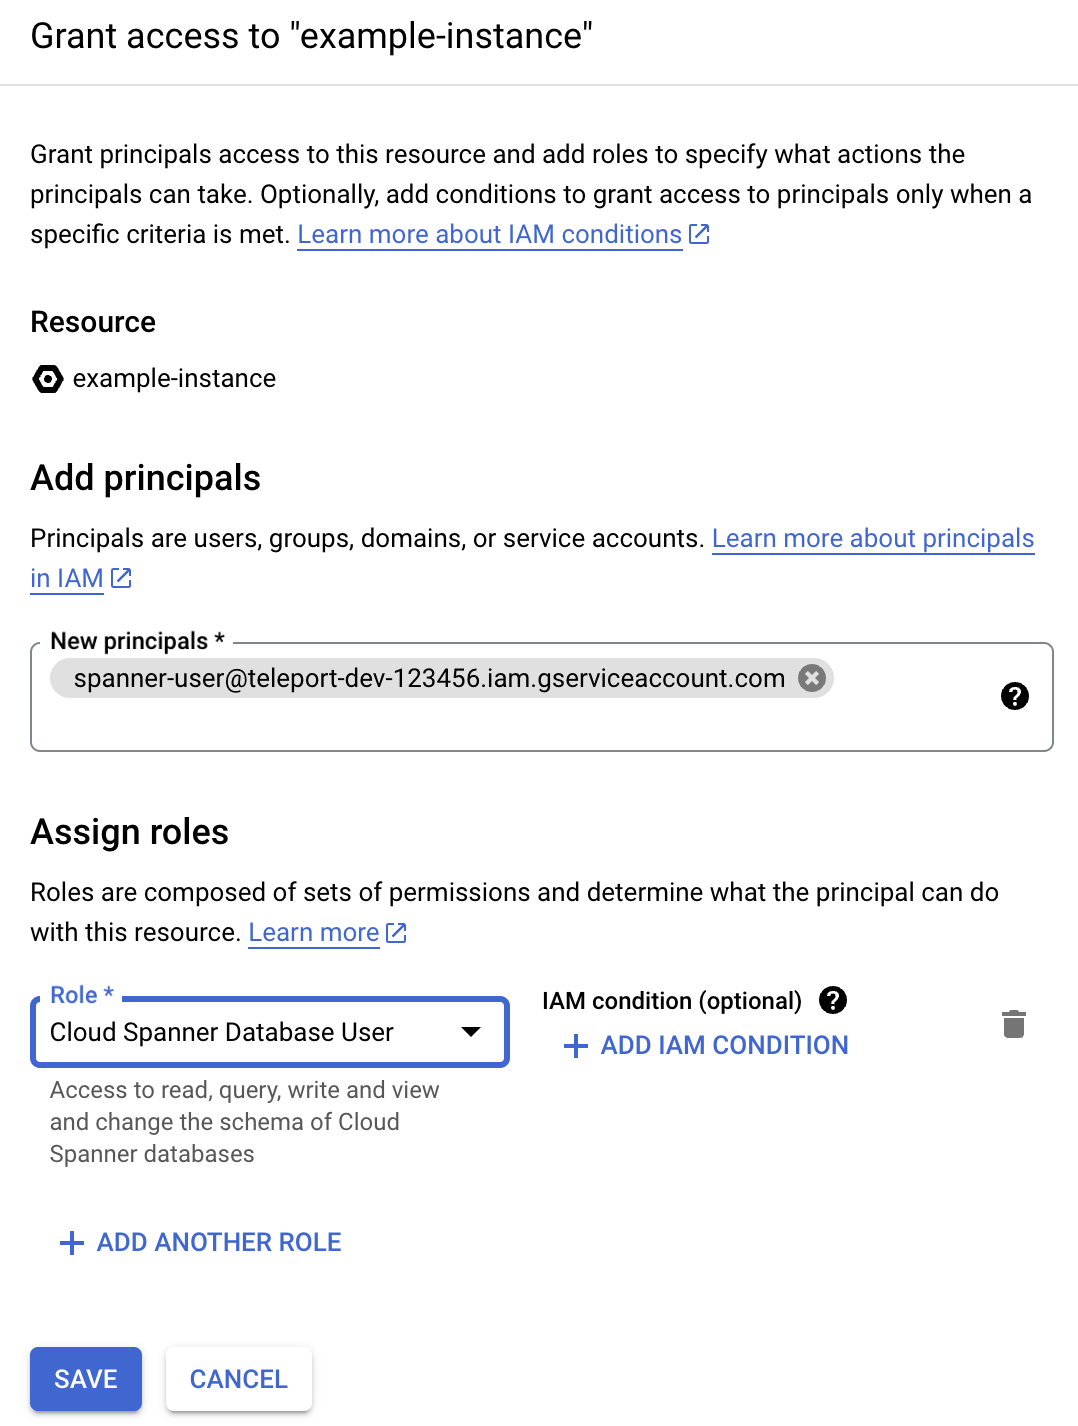 Grant access to "example-instance"
Grant principals access to this resource and add roles to specify what actions the
principals can take. Optionally, add conditions to grant access to principals only when a
specific criteria is met. Learn more about IAM conditions
Resource
example-instance
Add principals
Principals are users, groups, domains, or service accounts. Learn more about principals
in IAM
New principals *
spanner-user@teleport-dev-123456.iam.gserviceaccount.com
Assign roles
Roles are composed of sets of permissions and determine what the principal can do
with this resource. Learn more
Role *
Cloud Spanner Database User
Access to read, query, write and view
and change the schema of Cloud
Spanner databases
IAM condition (optional)
ADD IAM CONDITION
ADD ANOTHER ROLE
SAVE
CANCEL